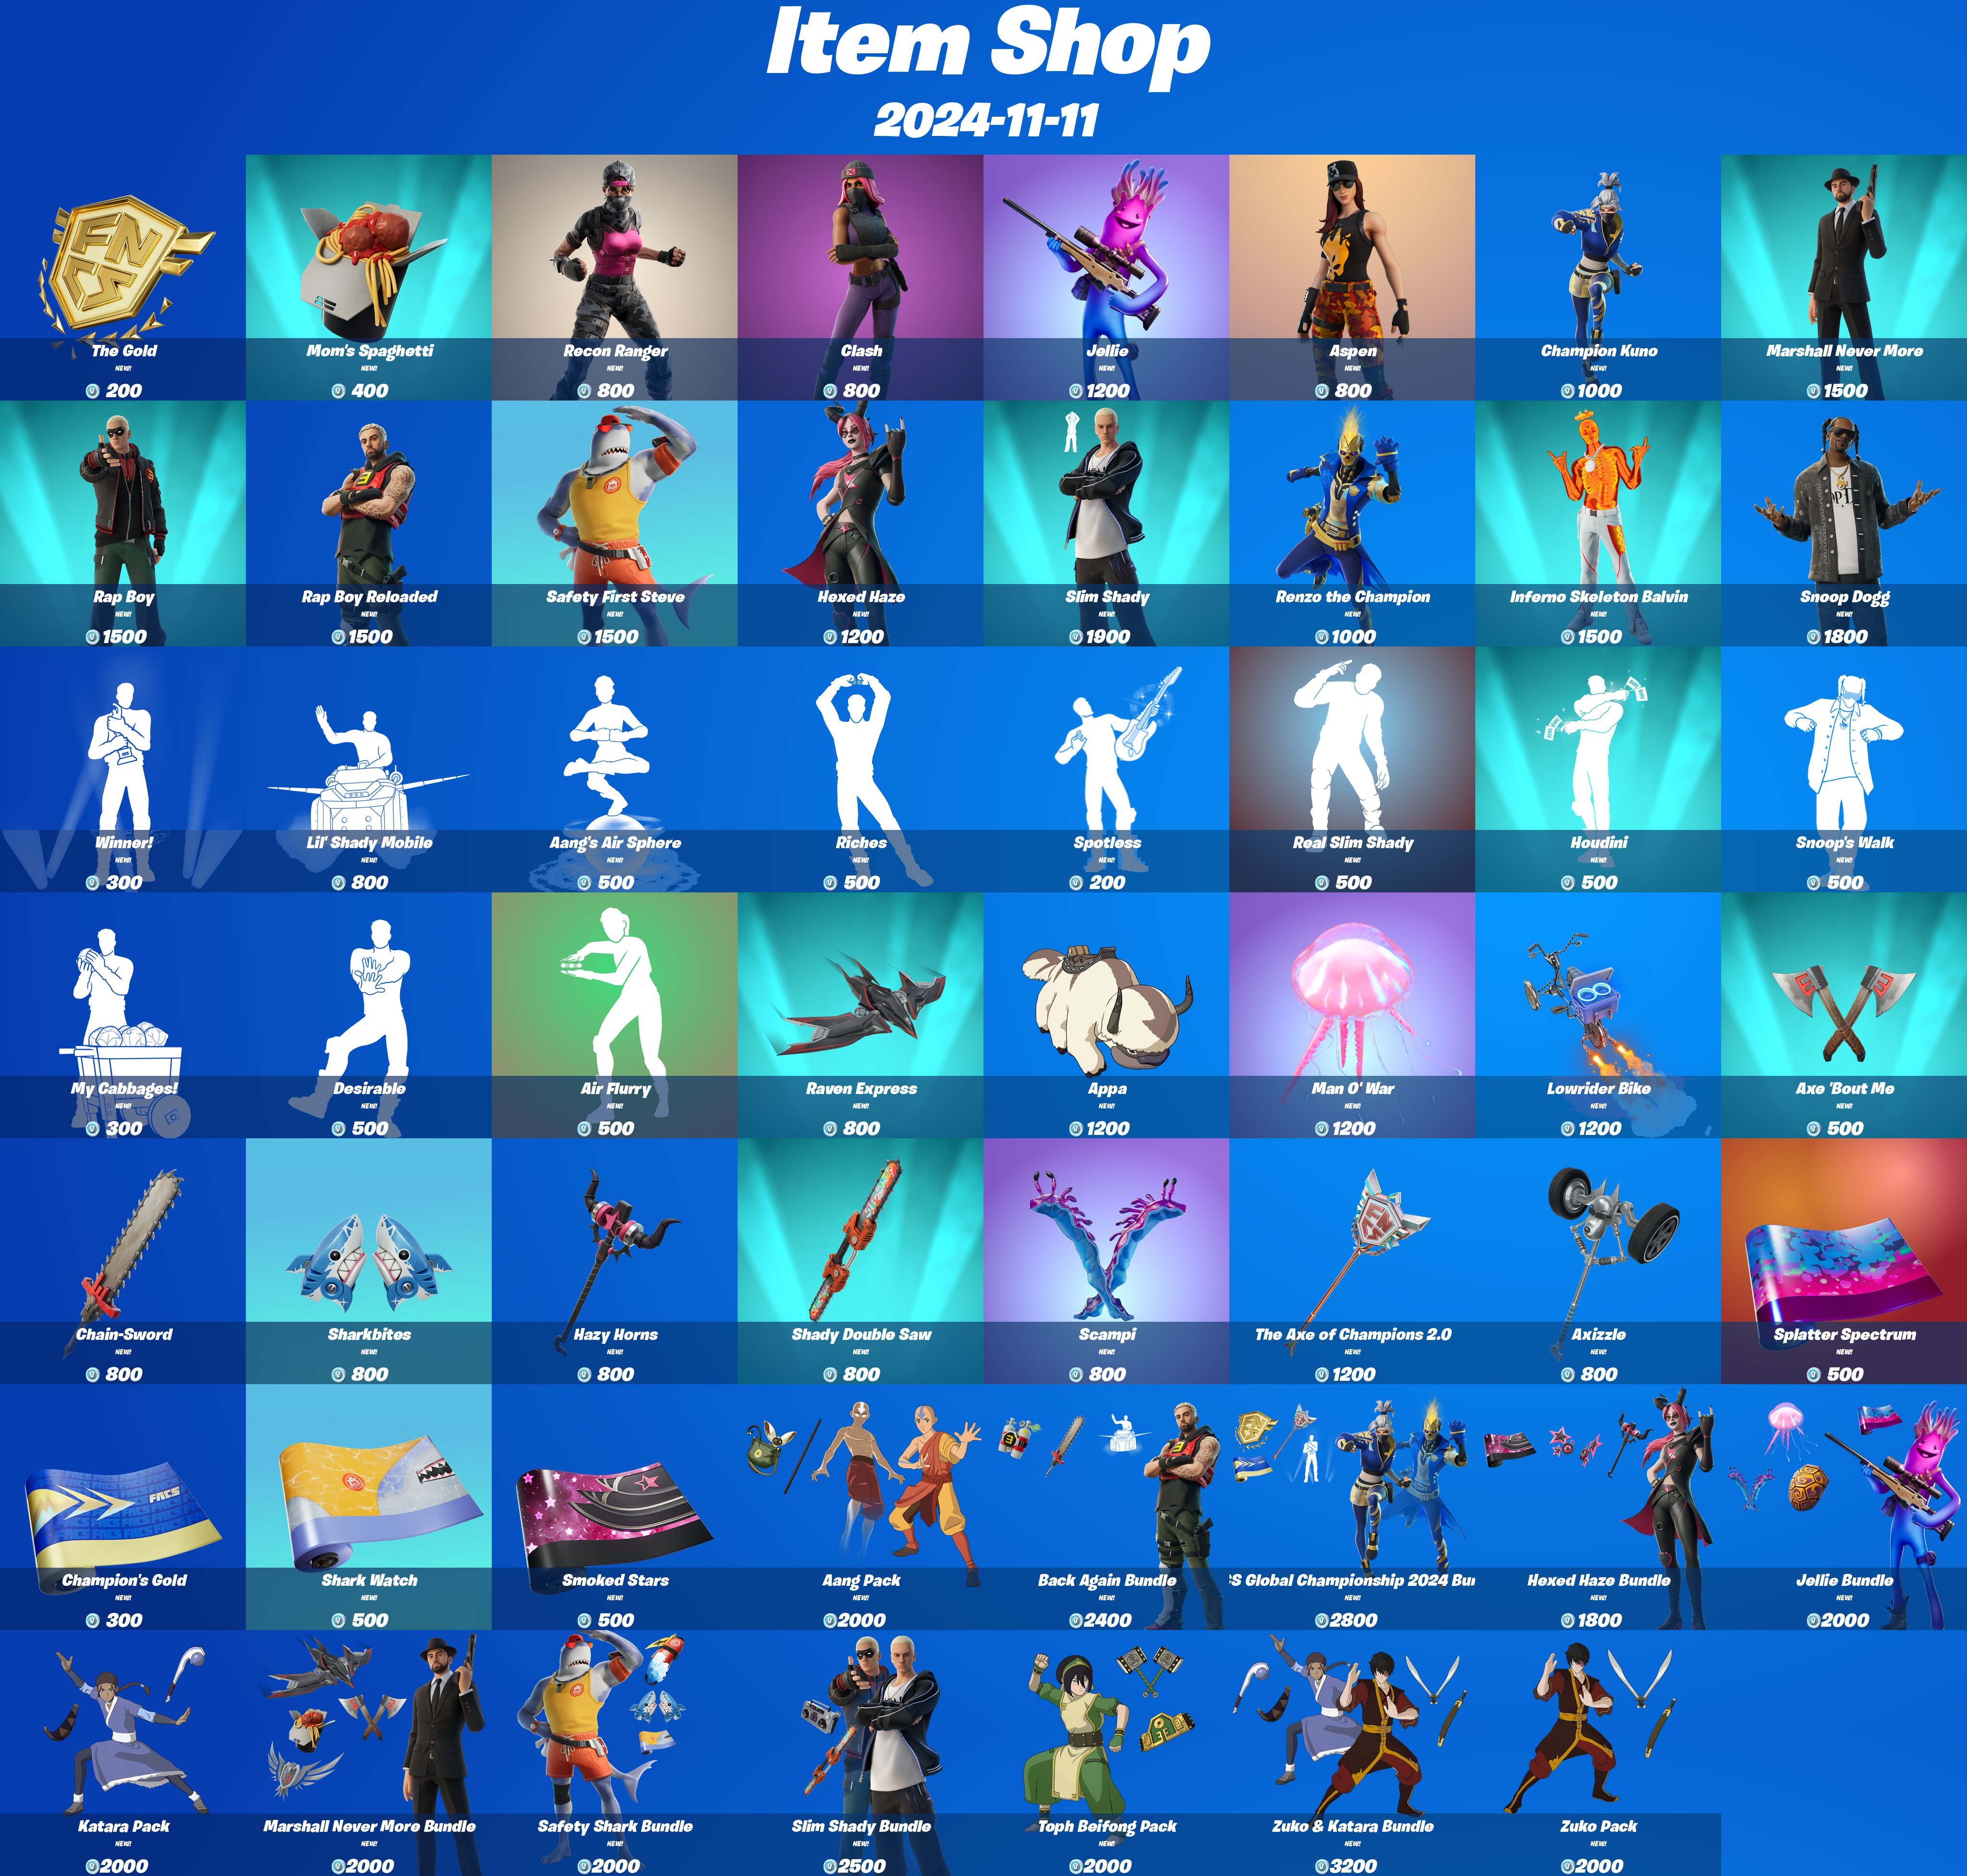 Item Shop
2024-11-11
The Gold
NEW!
200
Mom's Spaghetti
NEW!
400
Recon Ranger
NEW!
800
Clash
NEW!
800
Jellie
NEW!
1200
Aspen
NEW!
800
Champion Kuno
NEW!
1000
Marshall Never More
NEW!
1500
Rap Boy
NEW!
1500
Rap Boy Reloaded
NEW!
1500
Safety First Steve
NEW!
1500
Hexed Haze
NEW!
1200
Slim Shady
NEW!
1900
Renzo the Champion
NEW!
1000
Inferno Skeleton Balvin
NEW!
1500
Snoop Dogg
NEW!
1800
Winner!
NEW!
300
Lil' Shady Mobile
NEW!
800
Aang's Air Sphere
NEW!
500
Riches
NEW!
500
Spotless
NEW!
200
Real Slim Shady
NEW!
500
Houdini
NEW!
500
Snoop's Walk
NEW!
500
My Cabbages!
NEW!
300
Desirable
NEW!
500
Air Flurry
NEW!
500
Raven Express
NEW!
800
Appa
NEW!
1200
Man O' War
NEW!
1200
Lowrider Bike
NEW!
1200
Axe 'Bout Me
NEW!
500
Chain-Sword
NEW!
800
Sharkbites
NEW!
800
Hazy Horns
NEW!
800
Shady Double Saw
NEW!
800
Scampi
NEW!
800
The Axe of Champions 2.0
NEW!
1200
Axizzle
NEW!
800
Splatter Spectrum
NEW!
500
FNCS
Champion's Gold
NEW!
300
Shark Watch
NEW!
500
Smoked Stars
NEW!
500
Aang Pack
NEW!
2000
Back Again Bundle
NEW!
2400
S Global Championship 2024 Bun
NEW!
2800
Hexed Haze Bundle
NEW!
1800
Jellie Bundle
NEW!
2000
Katara Pack
NEW!
2000
Marshall Never More Bundle
NEW!
2000
Safety Shark Bundle
NEW!
2000
Slim Shady Bundle
NEW!
2500
Toph Beifong Pack
NEW!
2000
Zuko & Katara Bundle
NEW!
3200
Zuko Pack
NEW!
2000